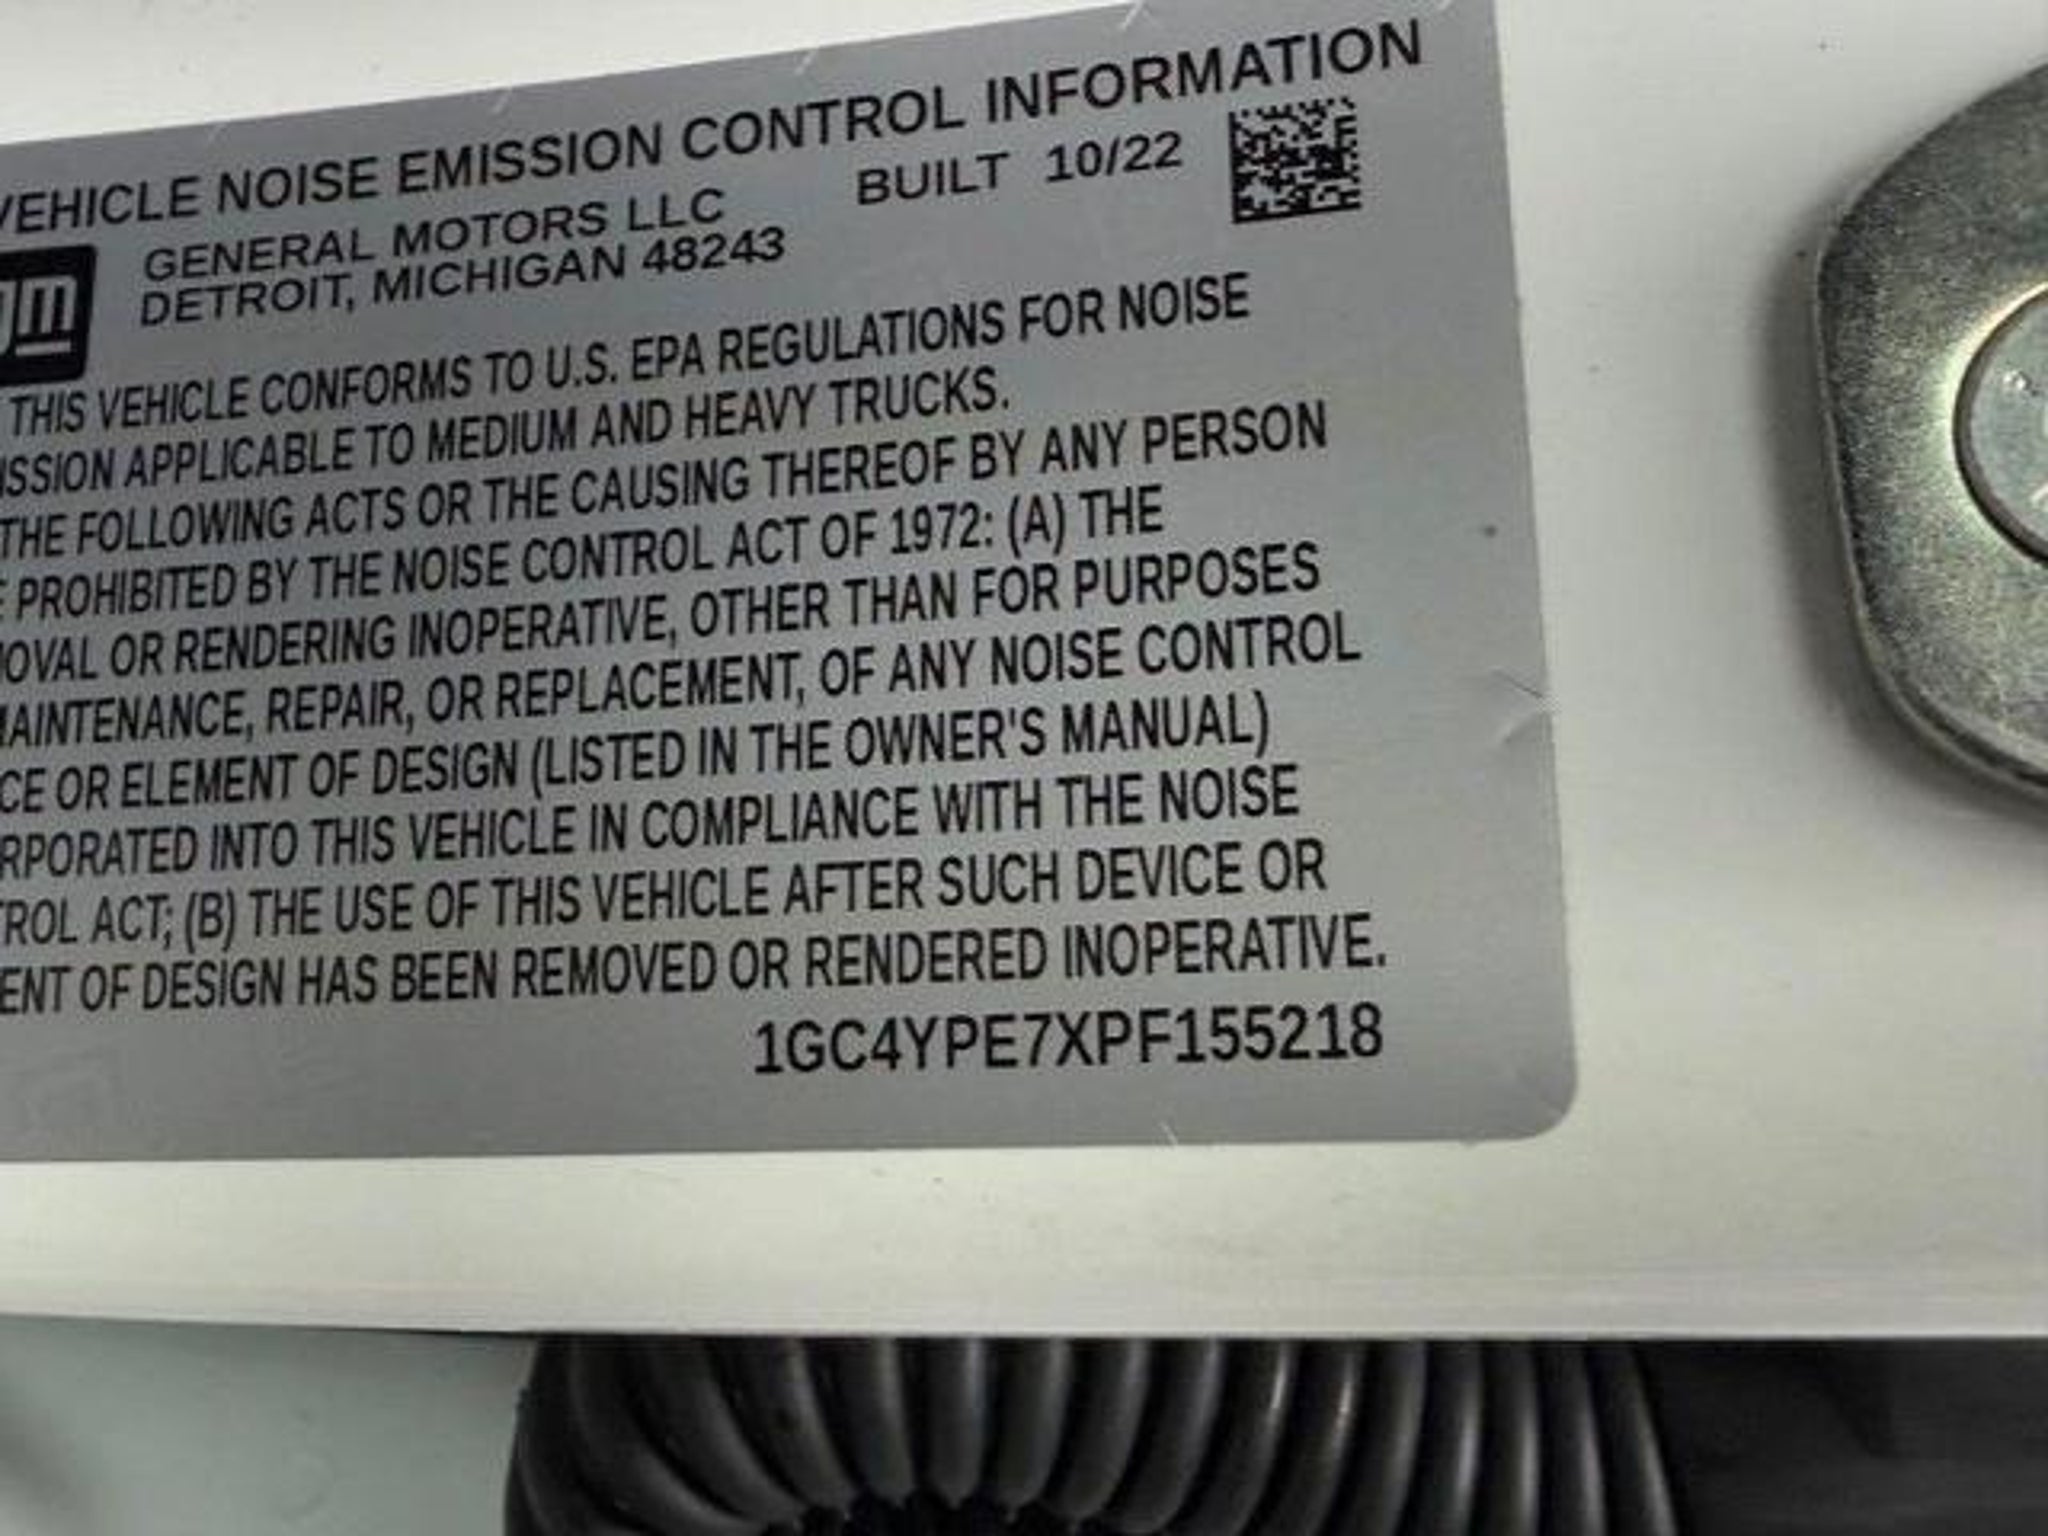 VEHICLE NOISE EMISSION CONTROL INFORMATION
GENERAL MOTORS LLC BUILT 10/22
DETROIT, MICHIGAN 48243
gm
THIS VEHICLE CONFORMS TO U.S. EPA REGULATIONS FOR NOISE
ISSION APPLICABLE TO MEDIUM AND HEAVY TRUCKS.
THE FOLLOWING ACTS OR THE CAUSING THEREOF BY ANY PERSON
E PROHIBITED BY THE NOISE CONTROL ACT OF 1972: (A) THE
MOVAL OR RENDERING INOPERATIVE, OTHER THAN FOR PURPOSES
MAINTENANCE, REPAIR, OR REPLACEMENT, OF ANY NOISE CONTROL
CE OR ELEMENT OF DESIGN (LISTED IN THE OWNER'S MANUAL)
RPORATED INTO THIS VEHICLE IN COMPLIANCE WITH THE NOISE
TROL ACT; (B) THE USE OF THIS VEHICLE AFTER SUCH DEVICE OR
ENT OF DESIGN HAS BEEN REMOVED OR RENDERED INOPERATIVE.
1GC4YPE7XPF155218